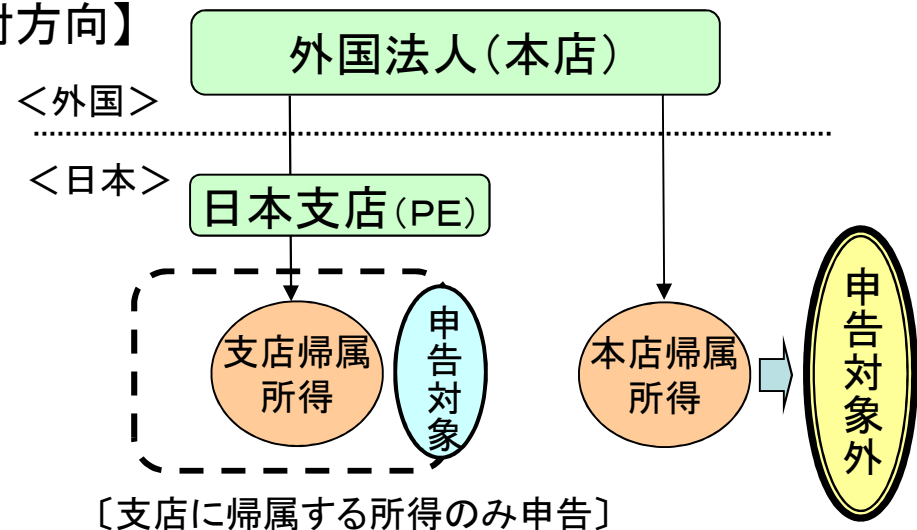 対方向】
外国法人（本店）
＜外国＞
＜日本＞
日本支店（ＰＥ）
支店帰属
所得
申告対象
本店帰属
所得
申告対象外
〔支店に帰属する所得のみ申告〕